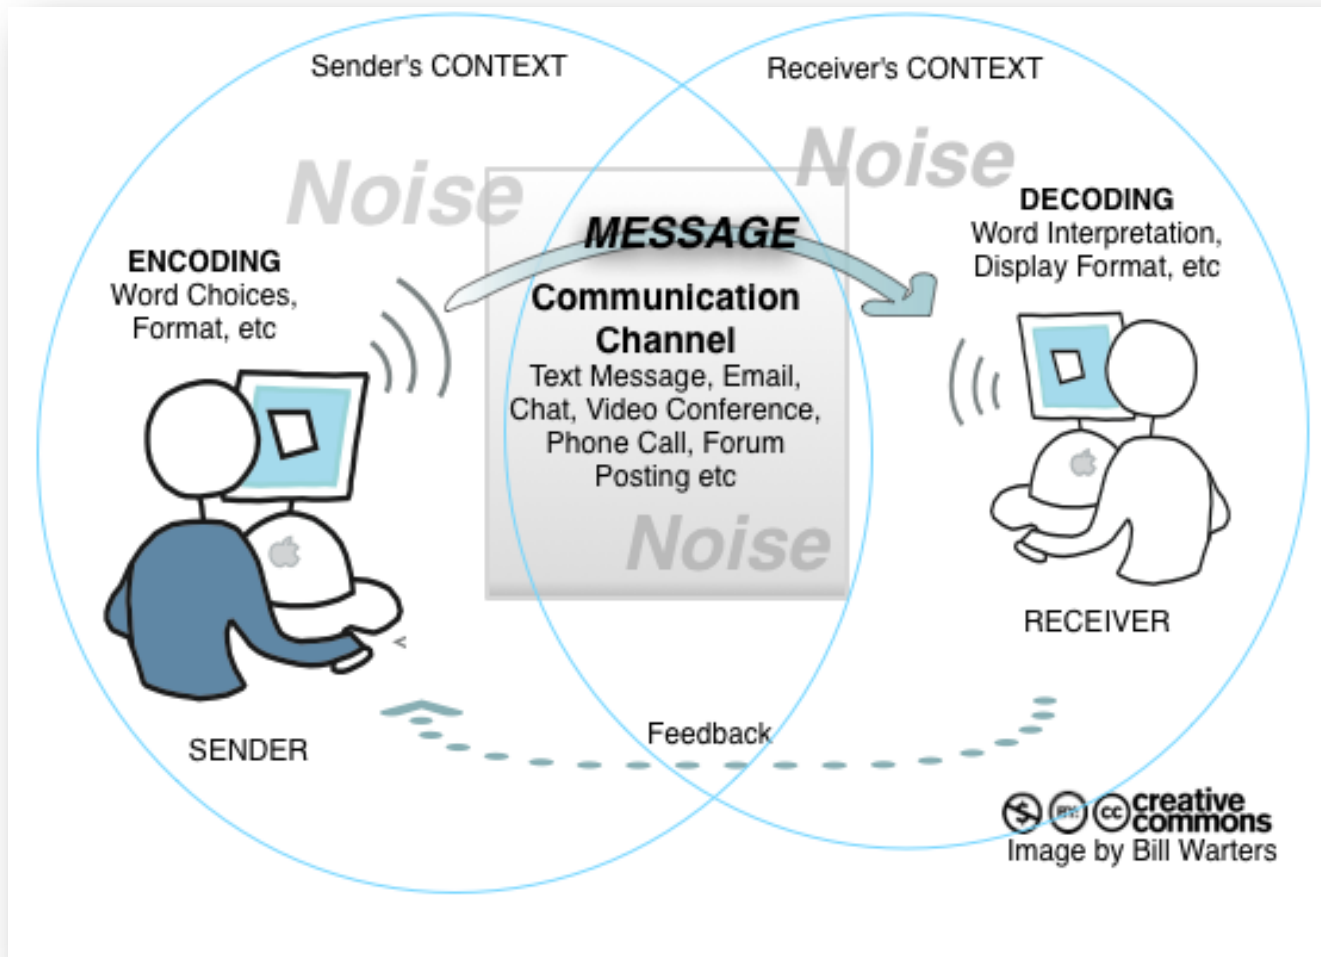 Sender's CONTEXT
Receiver's CONTEXT
Noise
Noise
ENCODING
Word Choices,
Format, etc
MESSAGE
Communication
Channel
Text Message, Email,
Chat, Video Conference,
Phone Call, Forum
Posting etc
Noise
DECODING
Word Interpretation,
Display Format, etc
SENDER
RECEIVER
Feedback
$ BY: cc creative
commons
Image by Bill Warters